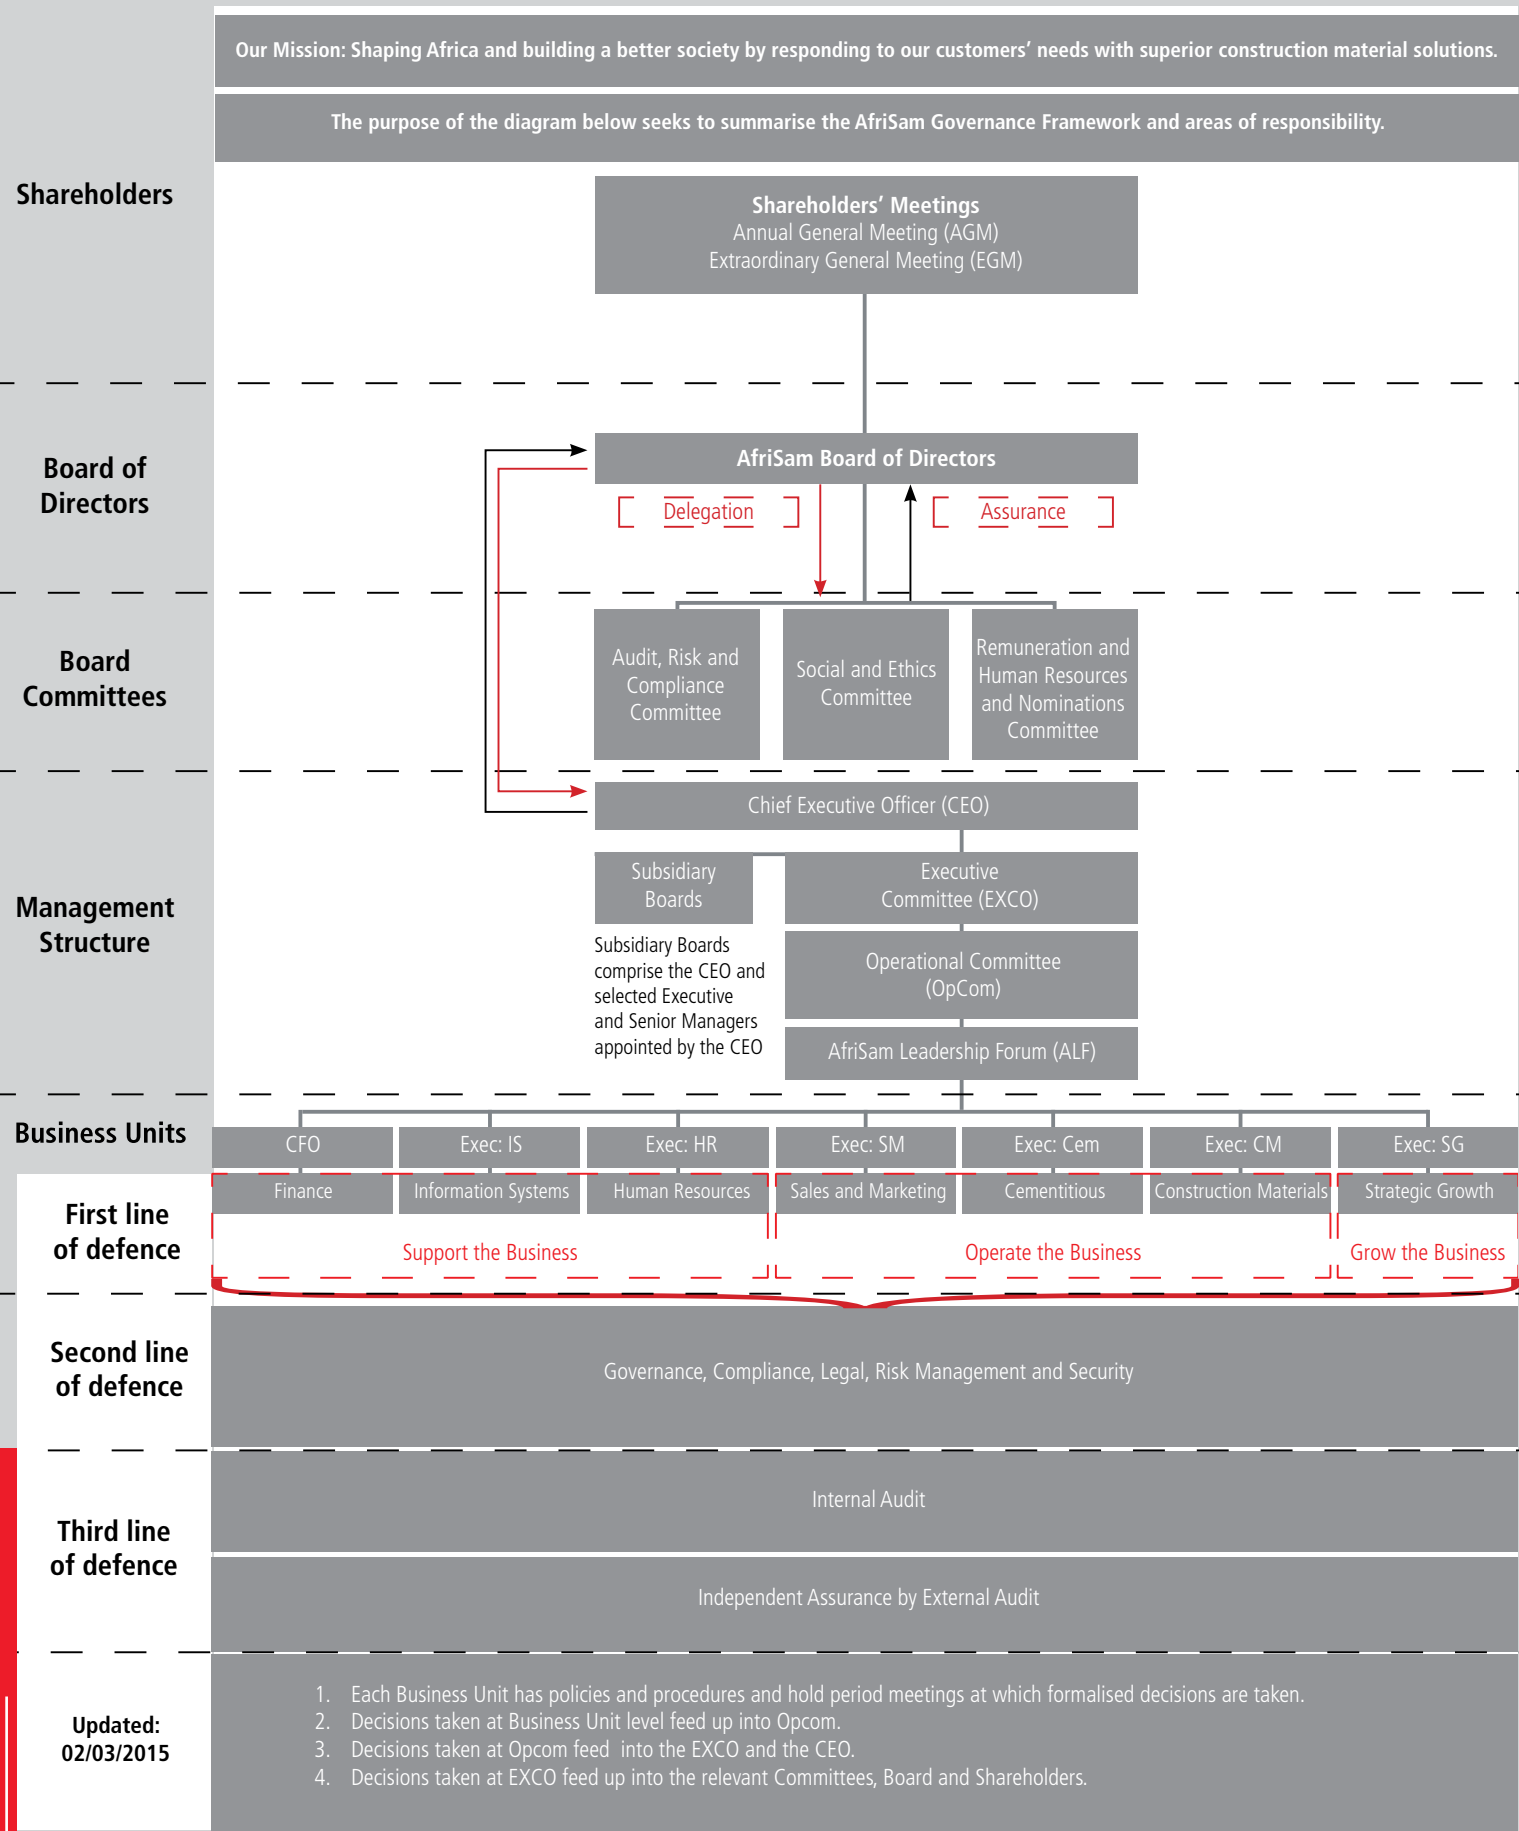 Our Mission: Shaping Africa and building a better society by responding to our customers’ needs with superior construction material solutions.
The purpose of the diagram below seeks to summarise the AfriSam Governance Framework and areas of responsibility.
Shareholders
Shareholders’ Meetings
Annual General Meeting (AGM)
Extraordinary General Meeting (EGM)
Board of
Directors
AfriSam Board of Directors
Delegation
Assurance
Board
Committees
Audit, Risk and
Compliance
Committee
Social and Ethics
Committee
Remuneration and
Human Resources
and Nominations
Committee
Management
Structure
Chief Executive Officer (CEO)
Subsidiary
Boards
Executive
Committee (EXCO)
Subsidiary Boards
comprise the CEO and
selected Executive
and Senior Managers
appointed by the CEO
Operational Committee
(OpCom)
AfriSam Leadership Forum (ALF)
Business Units
CFO
Exec: IS
Exec: HR
Exec: SM
Exec: Cem
Exec: CM
Exec: SG
First line
of defence
Finance
Information Systems
Human Resources
Sales and Marketing
Cementitious
Construction Materials
Strategic Growth
Support the Business
Operate the Business
Grow the Business
Second line
of defence
Governance, Compliance, Legal, Risk Management and Security
Third line
of defence
Internal Audit
Independent Assurance by External Audit
Updated:
02/03/2015
1. Each Business Unit has policies and procedures and hold period meetings at which formalised decisions are taken.
2. Decisions taken at Business Unit level feed up into Opcom.
3. Decisions taken at Opcom feed into the EXCO and the CEO.
4. Decisions taken at EXCO feed up into the relevant Committees, Board and Shareholders.